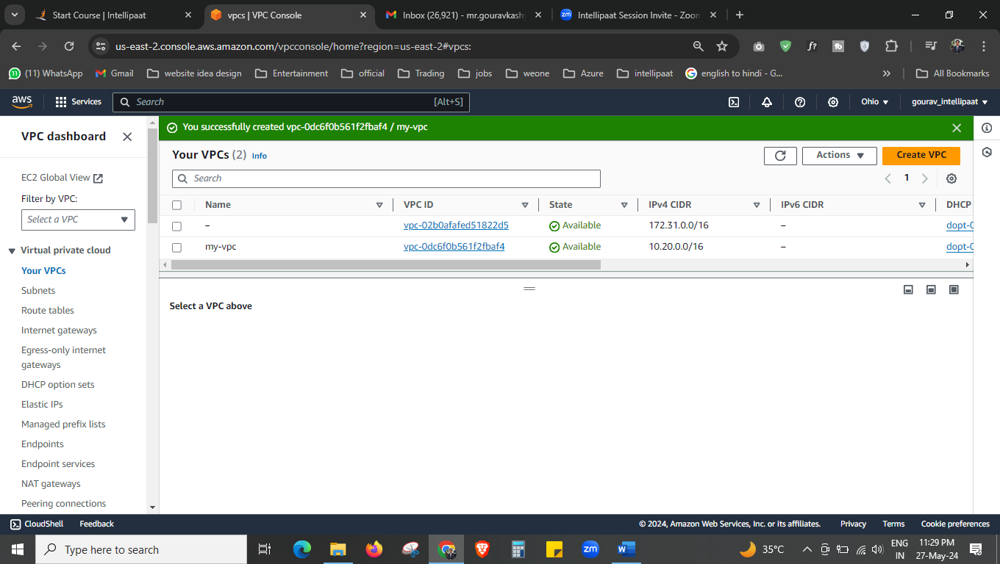 Start Course | Intellipaat
vpcs | VPC Console
Inbox (26,921) - mr.gouravkash
Intellipaat Session Invite - Zoom
us-east-2.console.aws.amazon.com/vpcconsole/home?region=us-east-2#vpcs:
(11) WhatsApp
Gmail
website idea design
Entertainment
official
Trading
jobs
weone
Azure
intellipaat
english to hindi - G...
All Bookmarks
aws
Services
Search
[Alt+S]
Ohio
gourav_intellipaat
VPC dashboard
EC2 Global View
Filter by VPC:
Select a VPC
Virtual private cloud
Your VPCs
Subnets
Route tables
Internet gateways
Egress-only internet
gateways
DHCP option sets
Elastic IPs
Managed prefix lists
Endpoints
Endpoint services
NAT gateways
Peering connections
You successfully created vpc-0dc6f0b561f2fbaf4 / my-vpc
Your VPCs (2) Info
Actions
Create VPC
Search
1
Name VPC ID State IPv4 CIDR IPv6 CIDR DHCP
– vpc-02b0afafed51822d5 Available 172.31.0.0/16 – dopt-0
my-vpc vpc-0dc6f0b561f2fbaf4 Available 10.20.0.0/16 – dopt-0
Select a VPC above
CloudShell Feedback
© 2024, Amazon Web Services, Inc. or its affiliates. Privacy Terms Cookie preferences
Type here to search
zm
35°C
ENG
IN
11:29 PM
27-May-24